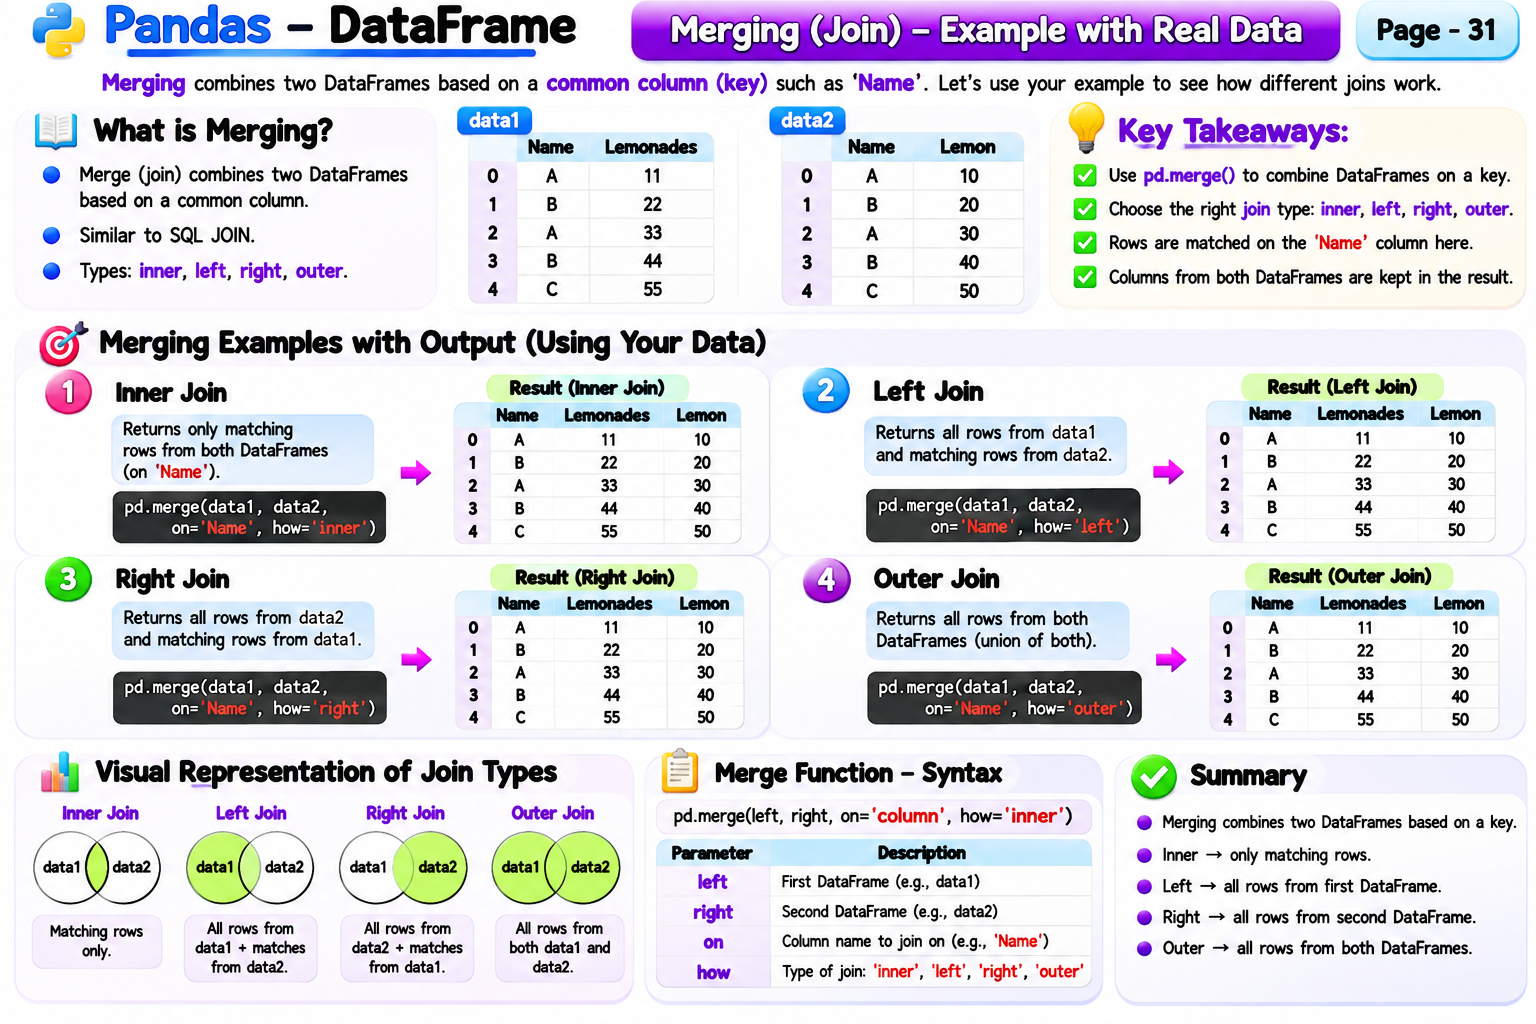 Pandas – DataFrame
Merging (Join) – Example with Real Data
Page - 31
Merging combines two DataFrames based on a common column (key) such as 'Name'. Let's use your example to see how different joins work.
What is Merging?
Merge (join) combines two DataFrames
based on a common column.
Similar to SQL JOIN.
Types: inner, left, right, outer.
data1
Name Lemonades
0 A 11
1 B 22
2 A 33
3 B 44
4 C 55
data2
Name Lemon
0 A 10
1 B 20
2 A 30
3 B 40
4 C 50
Key Takeaways:
Use pd.merge() to combine DataFrames on a key.
Choose the right join type: inner, left, right, outer.
Rows are matched on the 'Name' column here.
Columns from both DataFrames are kept in the result.
Merging Examples with Output (Using Your Data)
1 Inner Join
Returns only matching
rows from both DataFrames
(on 'Name').
pd.merge(data1, data2,
on='Name', how='inner')
Result (Inner Join)
Name Lemonades Lemon
0 A 11 10
1 B 22 20
2 A 33 30
3 B 44 40
4 C 55 50
2 Left Join
Returns all rows from data1
and matching rows from data2.
pd.merge(data1, data2,
on='Name', how='left')
Result (Left Join)
Name Lemonades Lemon
0 A 11 10
1 B 22 20
2 A 33 30
3 B 44 40
4 C 55 50
3 Right Join
Returns all rows from data2
and matching rows from data1.
pd.merge(data1, data2,
on='Name', how='right')
Result (Right Join)
Name Lemonades Lemon
0 A 11 10
1 B 22 20
2 A 33 30
3 B 44 40
4 C 55 50
4 Outer Join
Returns all rows from both
DataFrames (union of both).
pd.merge(data1, data2,
on='Name', how='outer')
Result (Outer Join)
Name Lemonades Lemon
0 A 11 10
1 B 22 20
2 A 33 30
3 B 44 40
4 C 55 50
Visual Representation of Join Types
Inner Join
data1 data2
Matching rows
only.
Left Join
data1 data2
All rows from
data1 + matches
from data2.
Right Join
data1 data2
All rows from
data2 + matches
from data1.
Outer Join
data1 data2
All rows from
both data1 and
data2.
Merge Function – Syntax
pd.merge(left, right, on='column', how='inner')
Parameter Description
left First DataFrame (e.g., data1)
right Second DataFrame (e.g., data2)
on Column name to join on (e.g., 'Name')
how Type of join: 'inner', 'left', 'right', 'outer'
Summary
Merging combines two DataFrames based on a key.
Inner → only matching rows.
Left → all rows from first DataFrame.
Right → all rows from second DataFrame.
Outer → all rows from both DataFrames.